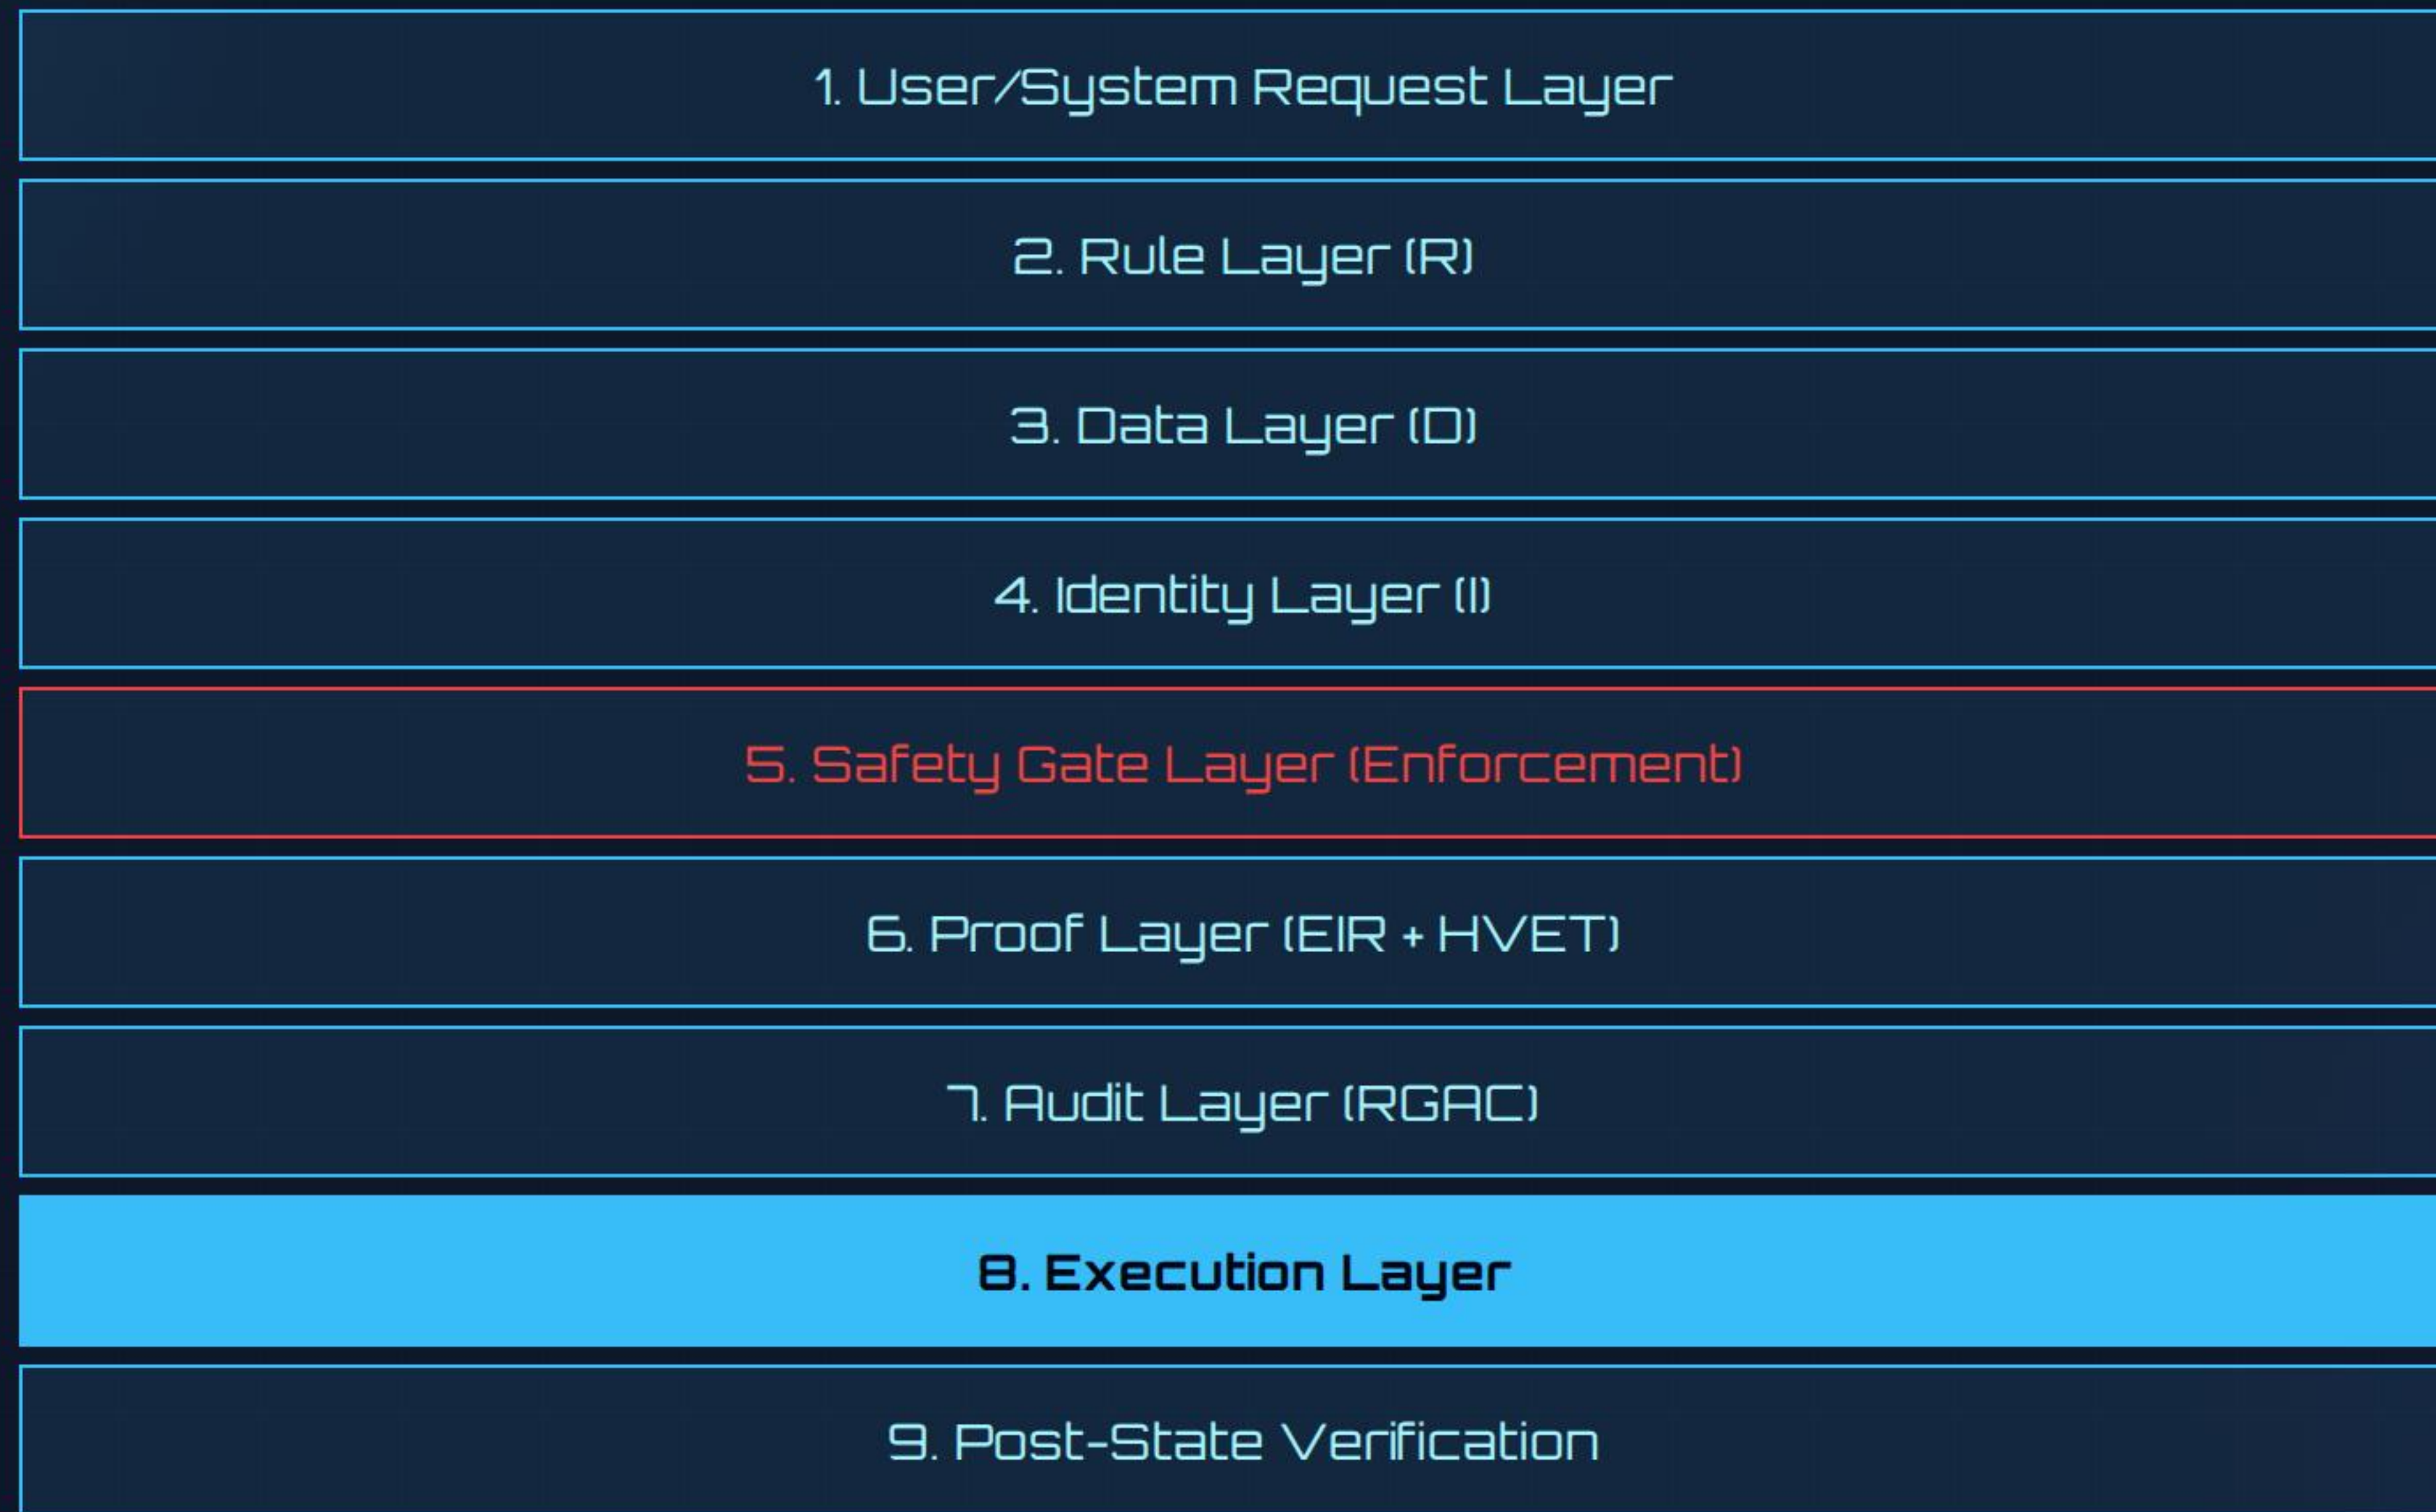 1. User/System Request Layer
2. Rule Layer (R)
3. Data Layer (D)
4. Identity Layer (I)
5. Safety Gate Layer (Enforcement)
6. Proof Layer (EIR + HVET)
7. Audit Layer (RGAC)
8. Execution Layer
9. Post-State Verification